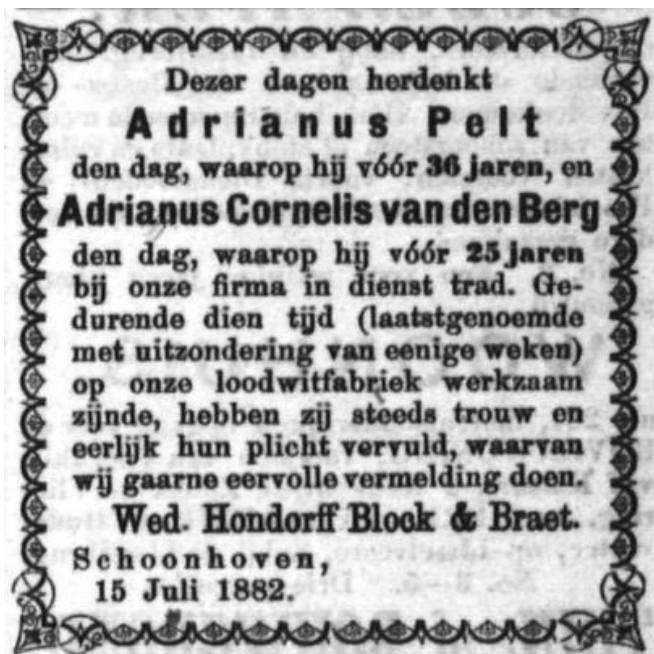 Dezer dagen herdenkt
Adrianus Pelt
den dag, waarop hij vóór 36 jaren, en
Adrianus Cornelis van den Berg
den dag, waarop hij vóór 25 jaren
bij onze firma in dienst trad. Ge-
durende dien tijd (laatstgenoemde
met uitzondering van eenige weken)
op onze loodwitfabriek werkzaam
zijnde, hebben zij steeds trouw en
eerlijk hun plicht vervuld, waarvan
wij gaarne eervolle vermelding doen.
Wed. Hondorff Block & Braet.
Schoonhoven,
15 Juli 1882.